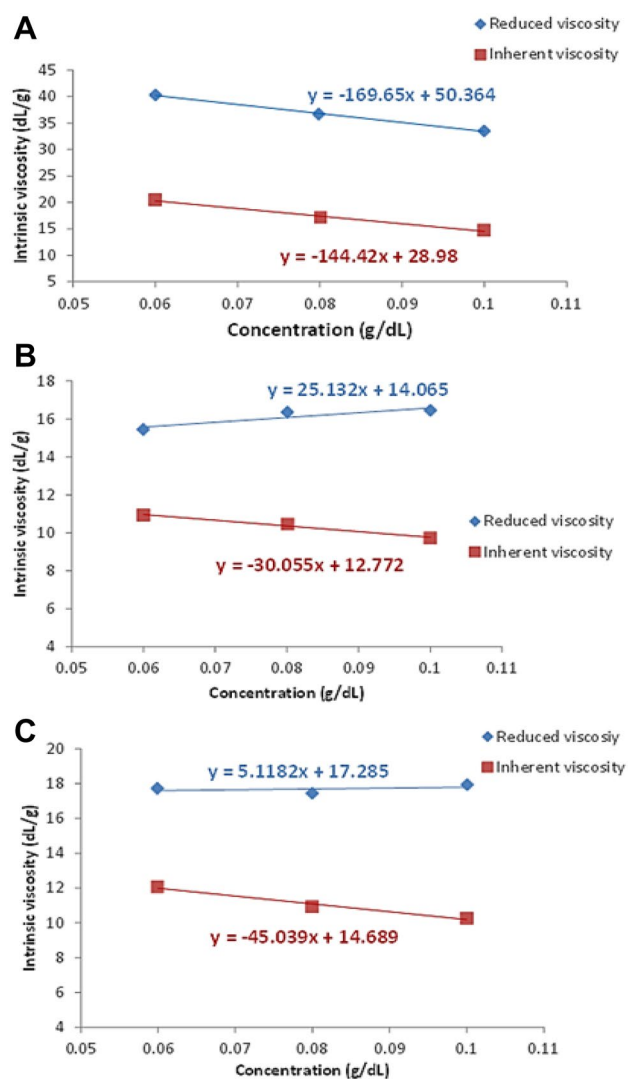 A
Reduced viscosity
Inherent viscosity
45
40
35
30
25
20
15
10
5
y = -169.65x + 50.364
y = -144.42x + 28.98
Intrinsic viscosity (dL/g)
0.05 0.06 0.07 0.08 0.09 0.1 0.11
Concentration (g/dL)
B
18
16
14
12
10
8
6
4
y = 25.132x + 14.065
Reduced viscosity
Inherent viscosity
y = -30.055x + 12.772
Intrinsic viscosity (dL/g)
0.05 0.06 0.07 0.08 0.09 0.1 0.11
Concentration (g/dL)
C
Reduced viscosiy
Inherent viscosity
20
18
16
14
12
10
8
6
4
y = 5.1182x + 17.285
y = -45.039x + 14.689
Intrinsic viscosity (dL/g)
0.05 0.06 0.07 0.08 0.09 0.1 0.11
Concentration (g/dL)